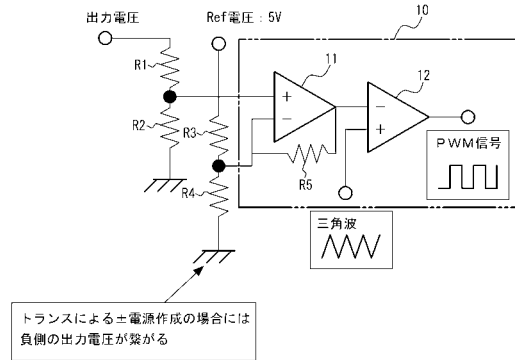 出力電圧
Ref電圧：5V
10
R1
11
12
R2
R3
R4
R5
PWM信号
三角波
トランスによる±電源作成の場合には
負側の出力電圧が繋がる